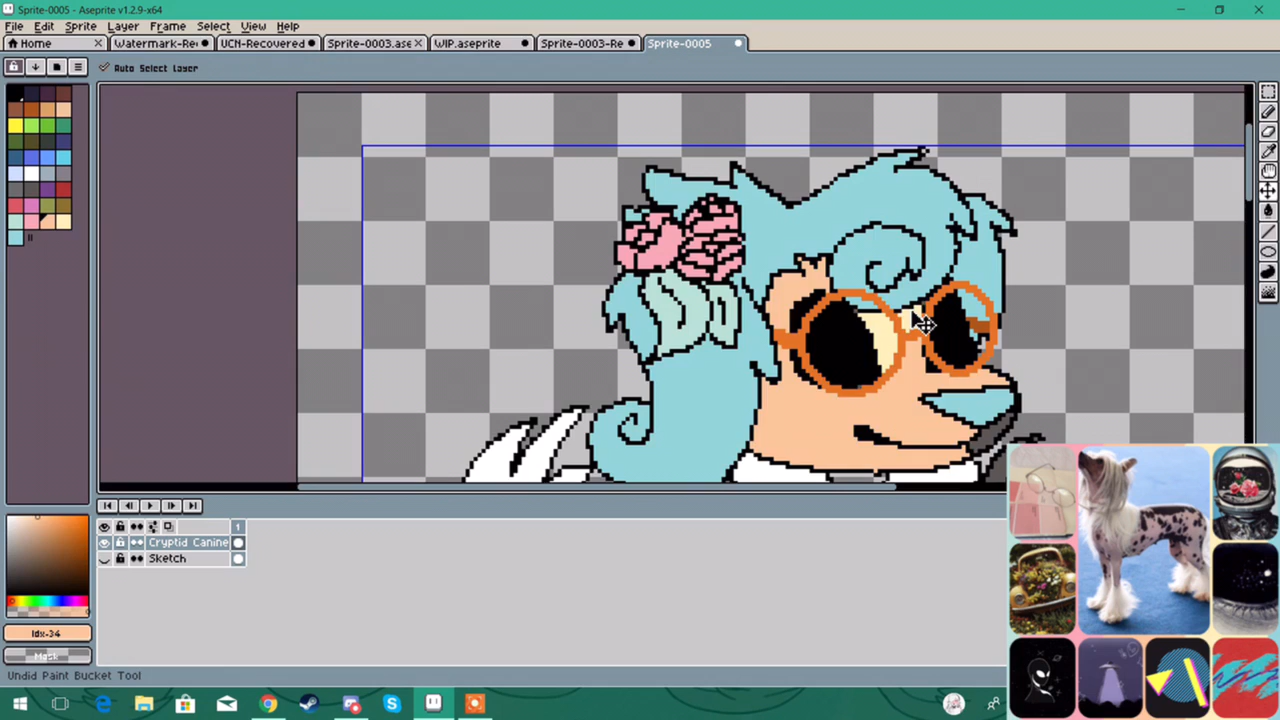 Sprite-0005 - Aseprite v1.2.9-x64
File Edit Sprite Layer Frame Select View Help
Home Watermark-Re UCN-Recovered Sprite-0003.ase WIP.aseprite Sprite-0003-Re Sprite-0005
Auto Select Layer
1
Cryptid Canine
Sketch
Idx-34
Mask
Undid Paint Bucket Tool